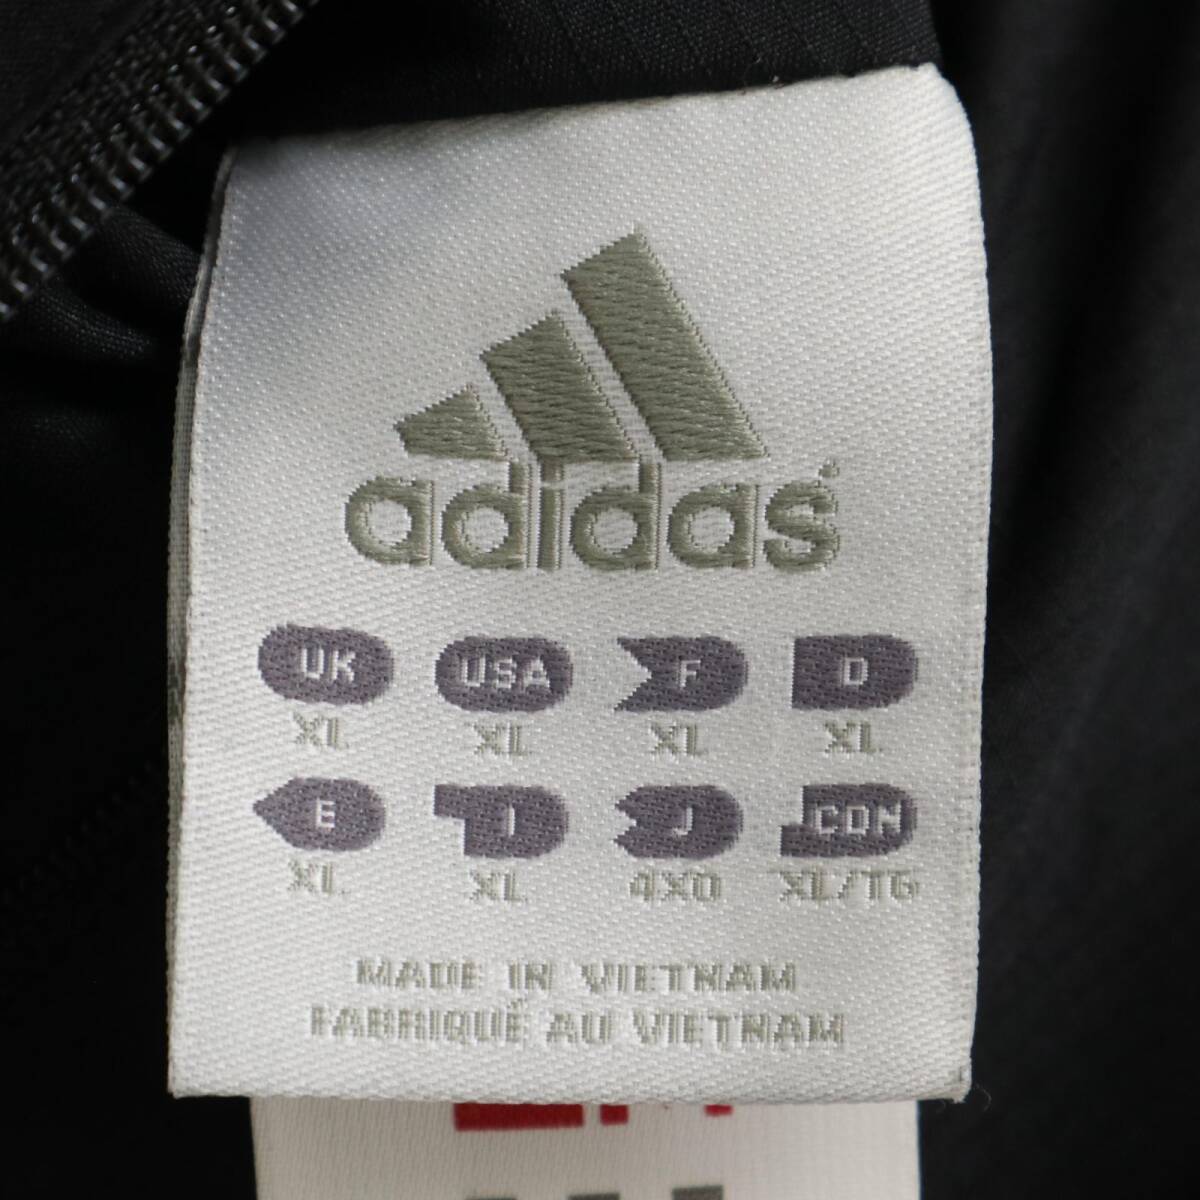 adidas
UK USA F D
XL XL XL XL
E I J CDN
XL XL 4XO XL/TG
MADE IN VIETNAM
FABRIQUÉ AU VIETNAM